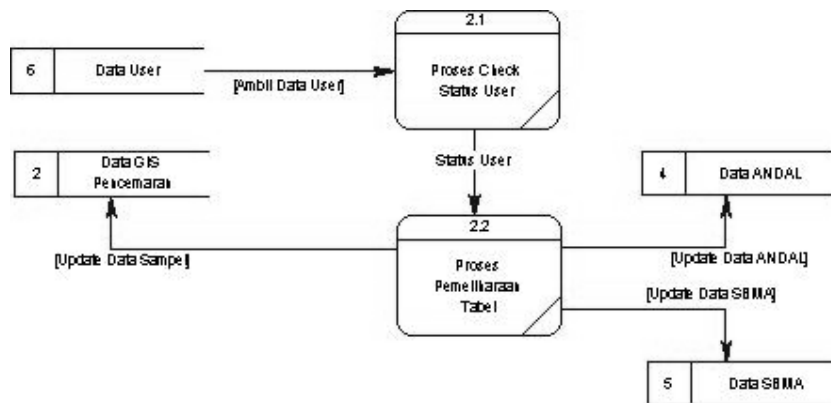 2.1
6
Data User
[Ambil Data User]
Proses Check
Status User
Status User
2
Data GIS
Pencemaran
4
Data ANDAL
2.2
[Update Data Sampel]
Proses
Pemeliharaan
Tabel
[Update Data ANDAL]
[Update Data SBMA]
5
Data SBMA